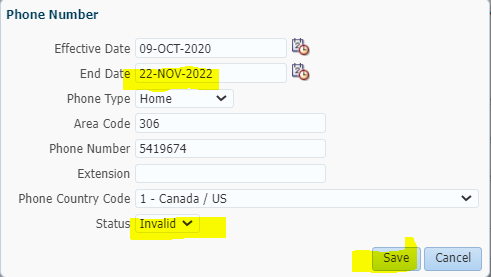 Phone Number
Effective Date 09-OCT-2020
End Date 22-NOV-2022
Phone Type Home
Area Code 306
Phone Number 5419674
Extension
Phone Country Code 1 - Canada / US
Status Invalid
Save Cancel